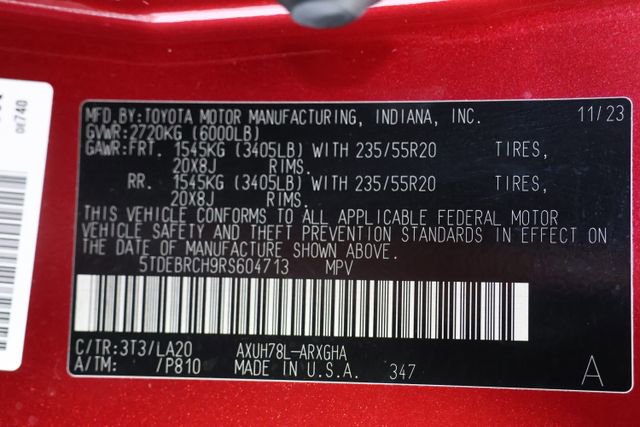 0E740
MFD.BY:TOYOTA MOTOR MANUFACTURING, INDIANA, INC. 11/23
GVWR:2720KG (6000LB)
GAWR:FRT. 1545KG (3405LB) WITH 235/55R20 TIRES,
20X8J RIMS.
RR. 1545KG (3405LB) WITH 235/55R20 TIRES,
20X8J RIMS.
THIS VEHICLE CONFORMS TO ALL APPLICABLE FEDERAL MOTOR
VEHICLE SAFETY AND THEFT PREVENTION STANDARDS IN EFFECT ON
THE DATE OF MANUFACTURE SHOWN ABOVE.
5TDEBRCH9RS604713 MPV
C/TR:3T3/LA20 AXUH78L-ARXGHA
A/TM: /P810 MADE IN U.S.A. 347 A